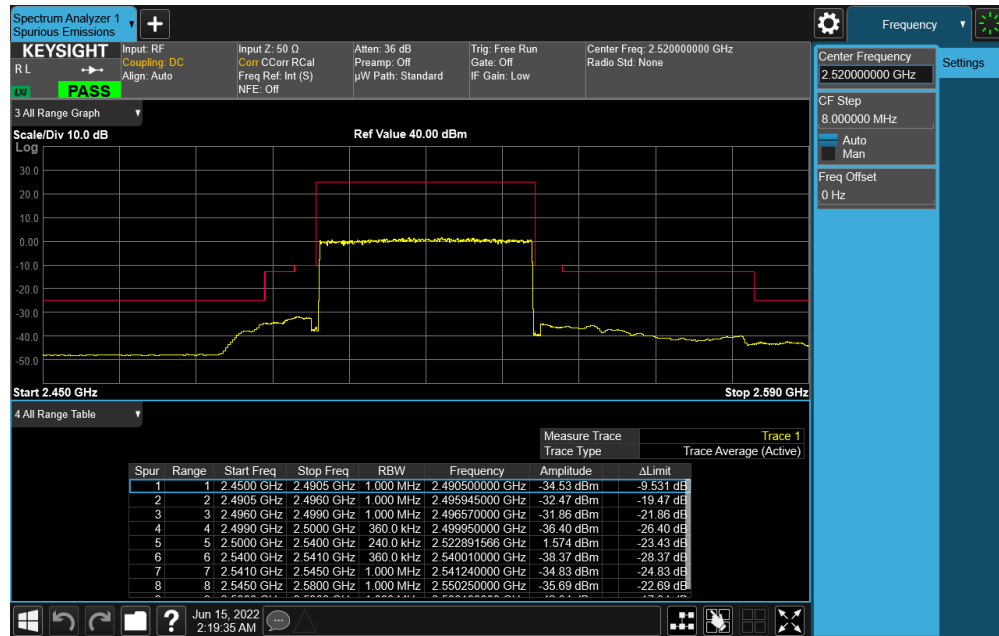 Spectrum Analyzer 1
Spurious Emissions
Frequency
KEYSIGHT
Input: RF
Coupling: DC
Align: Auto
Input Z: 50 Ω
Corr CCorr RCal
Freq Ref: Int (S)
NFE: Off
Atten: 36 dB
Preamp: Off
µW Path: Standard
Trig: Free Run
Gate: Off
IF Gain: Low
Center Freq: 2.520000000 GHz
Radio Std: None
R L
LXI
PASS
Center Frequency
2.520000000 GHz
Settings
CF Step
8.000000 MHz
Auto
Man
Freq Offset
0 Hz
3 All Range Graph
Scale/Div 10.0 dB
Ref Value 40.00 dBm
Log
30.0
20.0
10.0
0.00
-10.0
-20.0
-30.0
-40.0
-50.0
Start 2.450 GHz
Stop 2.590 GHz
4 All Range Table
Measure Trace Trace 1
Trace Type Trace Average (Active)
Spur Range Start Freq Stop Freq RBW Frequency Amplitude ΔLimit
1 1 2.4500 GHz 2.4905 GHz 1.000 MHz 2.490500000 GHz -34.53 dBm -9.531 dB
2 2 2.4905 GHz 2.4960 GHz 1.000 MHz 2.495945000 GHz -32.47 dBm -19.47 dB
3 3 2.4960 GHz 2.4990 GHz 1.000 MHz 2.496570000 GHz -31.86 dBm -21.86 dB
4 4 2.4990 GHz 2.5000 GHz 360.0 kHz 2.499950000 GHz -36.40 dBm -26.40 dB
5 5 2.5000 GHz 2.5400 GHz 240.0 kHz 2.522891566 GHz 1.574 dBm -23.43 dB
6 6 2.5400 GHz 2.5410 GHz 360.0 kHz 2.540010000 GHz -38.37 dBm -28.37 dB
7 7 2.5410 GHz 2.5450 GHz 1.000 MHz 2.541240000 GHz -34.83 dBm -24.83 dB
8 8 2.5450 GHz 2.5800 GHz 1.000 MHz 2.550250000 GHz -35.69 dBm -22.69 dB
Jun 15, 2022
2:19:35 AM